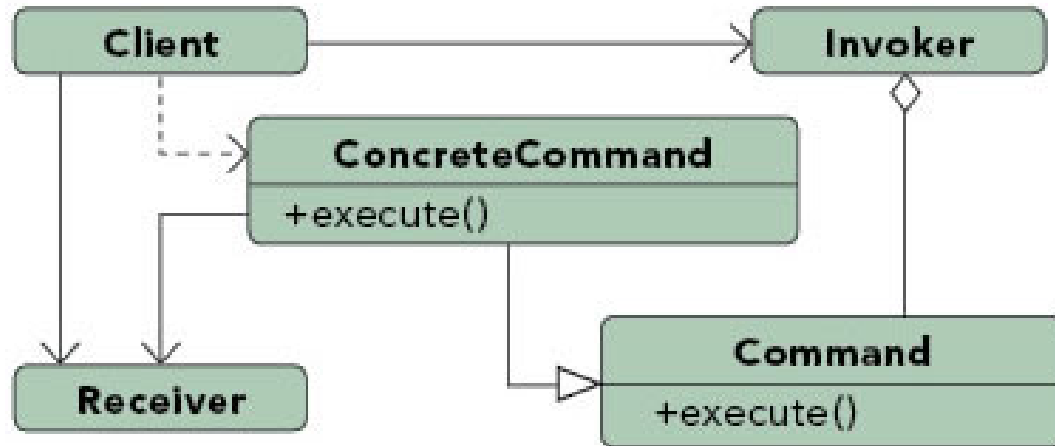 Client
Invoker
ConcreteCommand
+execute()
Command
+execute()
Receiver